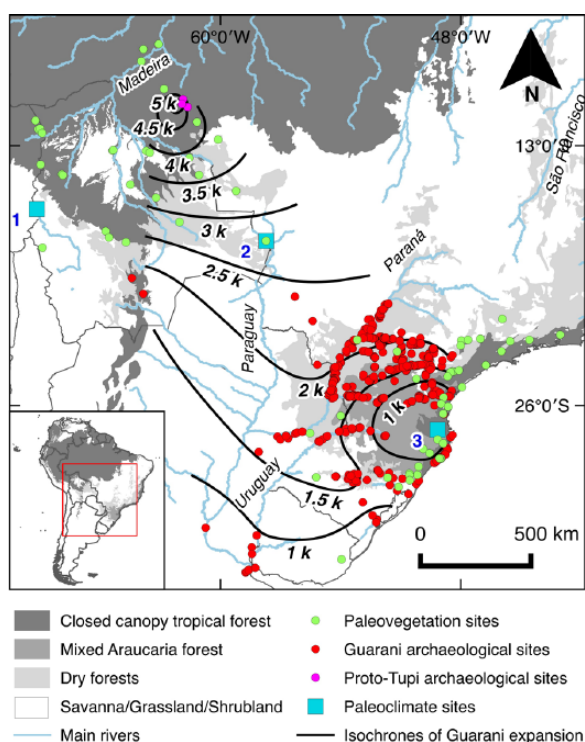 60°0'W
48°0'W
Madeira
N
5 k
4.5 k
4 k
13°0'S
São Francisco
3.5 k
1
3 k
2
Paraná
2.5 k
Paraguay
2 k
1 k
26°0'S
3
Uruguay
1.5 k
1 k
0 500 km
Closed canopy tropical forest
Mixed Araucaria forest
Dry forests
Savanna/Grassland/Shrubland
Main rivers
Paleovegetation sites
Guarani archaeological sites
Proto-Tupi archaeological sites
Paleoclimate sites
Isochrones of Guarani expansion